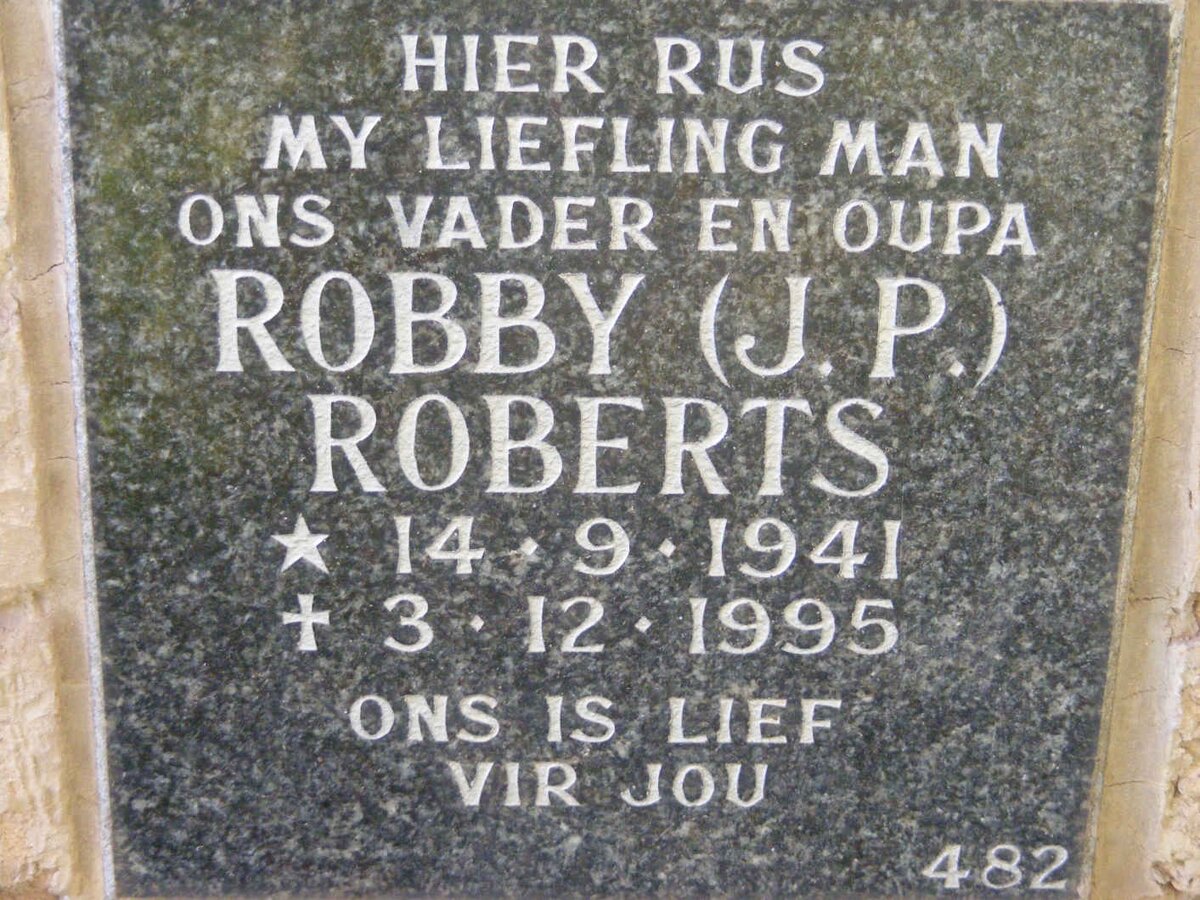 HIER RUS
MY LIEFLING MAN
ONS VADER EN OUPA
ROBBY (J.P.)
ROBERTS
★ 14·9·1941
✝ 3·12·1995
ONS IS LIEF
VIR JOU
482